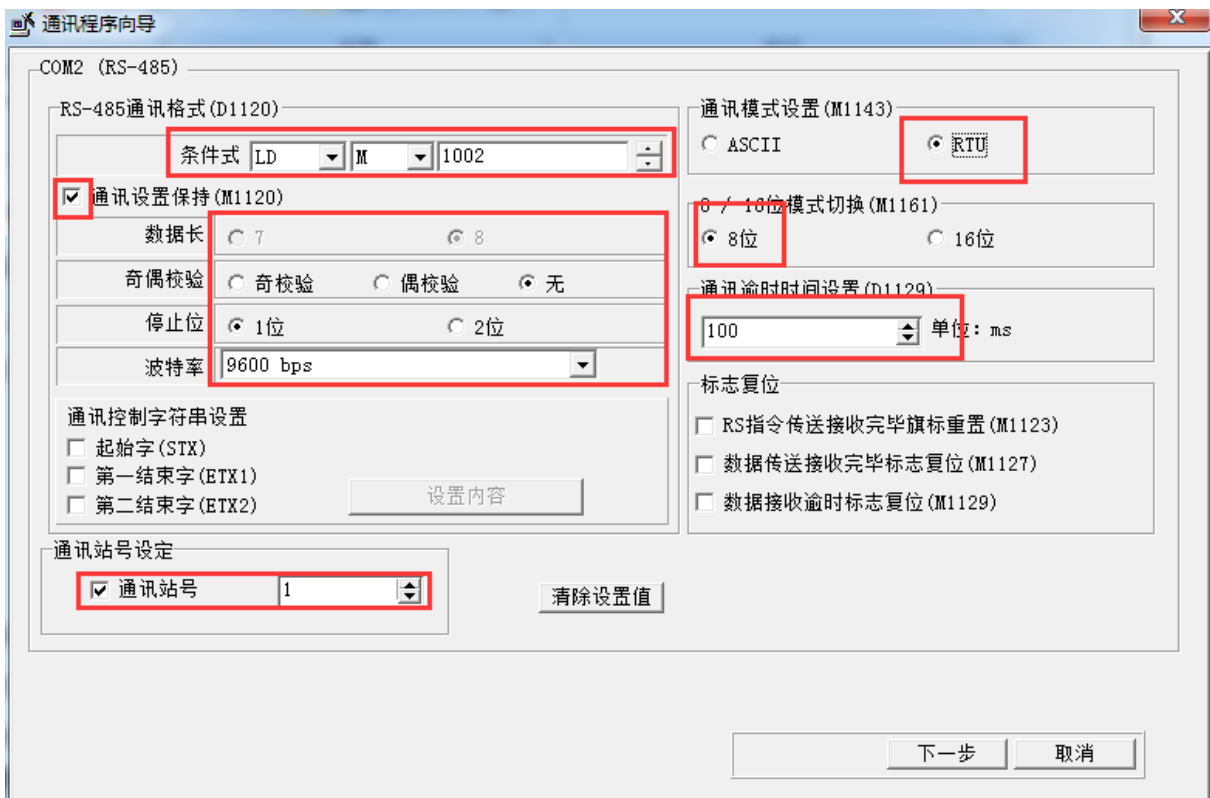 通讯程序向导
COM2 (RS-485)
RS-485通讯格式(D1120)
条件式 LD M 1002
通讯设置保持(M1120)
数据长 7 8
奇偶校验 奇校验 偶校验 无
停止位 1位 2位
波特率 9600 bps
通讯控制字符串设置
起始字(STX)
第一结束字(ETX1)
第二结束字(ETX2)
设置内容
通讯站号设定
通讯站号 1
清除设置值
通讯模式设置(M1143)
ASCII RTU
8 / 16位模式切换(M1161)
8位 16位
通讯逾时时间设置(D1129)
100 单位: ms
标志复位
RS指令传送接收完毕旗标重置(M1123)
数据传送接收完毕标志复位(M1127)
数据接收逾时标志复位(M1129)
下一步 取消